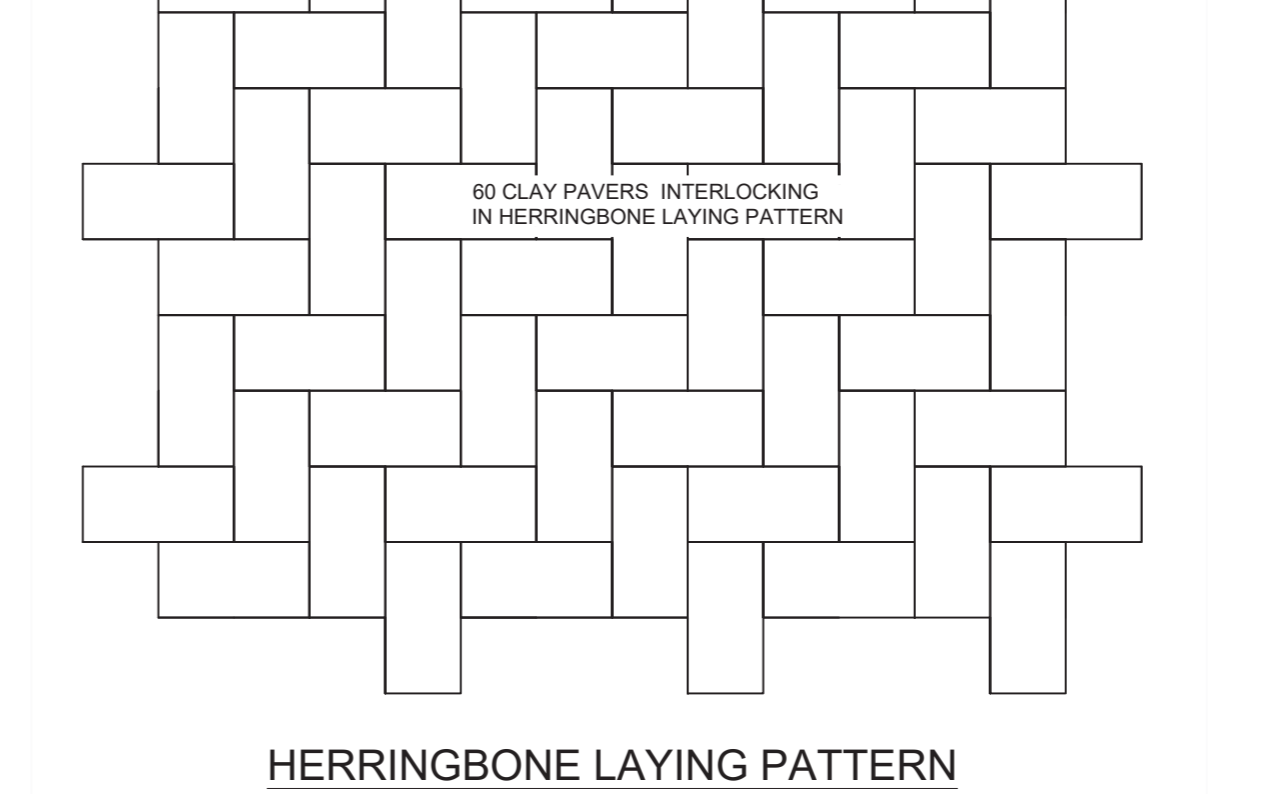 60 CLAY PAVERS  INTERLOCKING
IN HERRINGBONE LAYING PATTERN
HERRINGBONE LAYING PATTERN